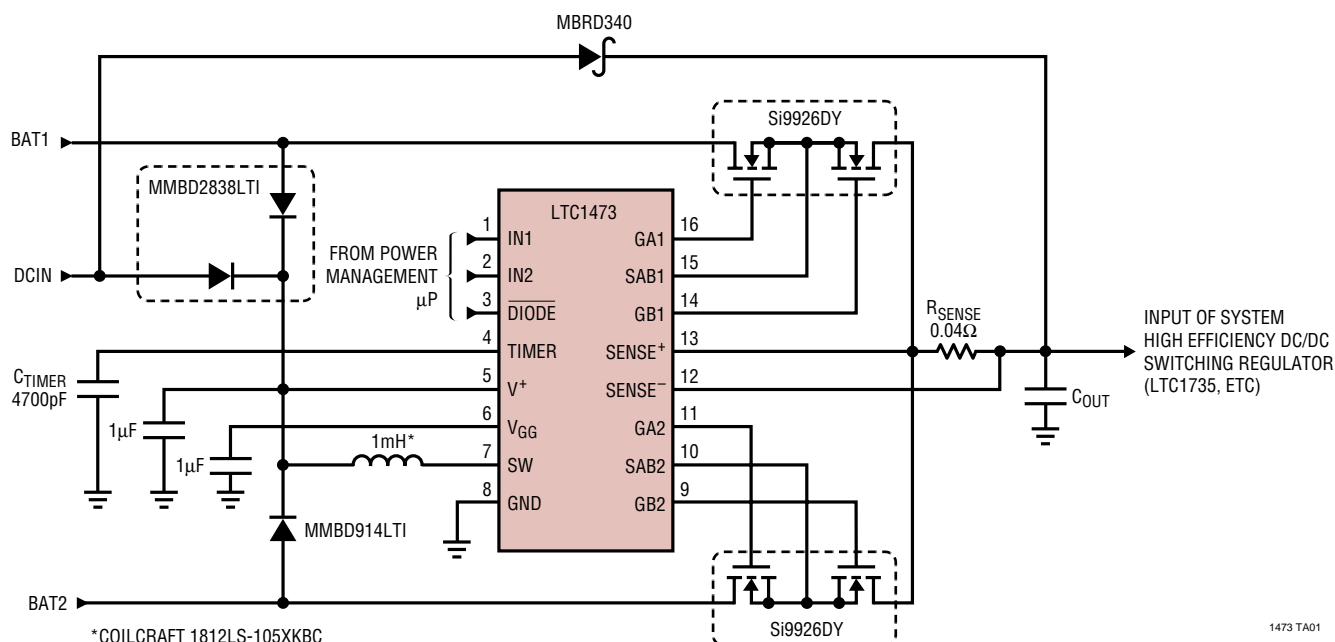 MBRD340
Si9926DY
BAT1
MMBD2838LTI
LTC1473
1
IN1
16
GA1
FROM POWER
MANAGEMENT
µP
2
IN2
15
SAB1
DCIN
3
DIODE
14
GB1
RSENSE
0.04Ω
4
TIMER
13
SENSE+
INPUT OF SYSTEM
HIGH EFFICIENCY DC/DC
SWITCHING REGULATOR
(LTC1735, ETC)
CTIMER
4700pF
5
V+
12
SENSE–
COUT
1µF
6
VGG
11
GA2
1µF
1mH*
7
SW
10
SAB2
8
GND
9
GB2
MMBD914LTI
BAT2
Si9926DY
*COILCRAFT 1812LS-105XKBC
1473 TA01